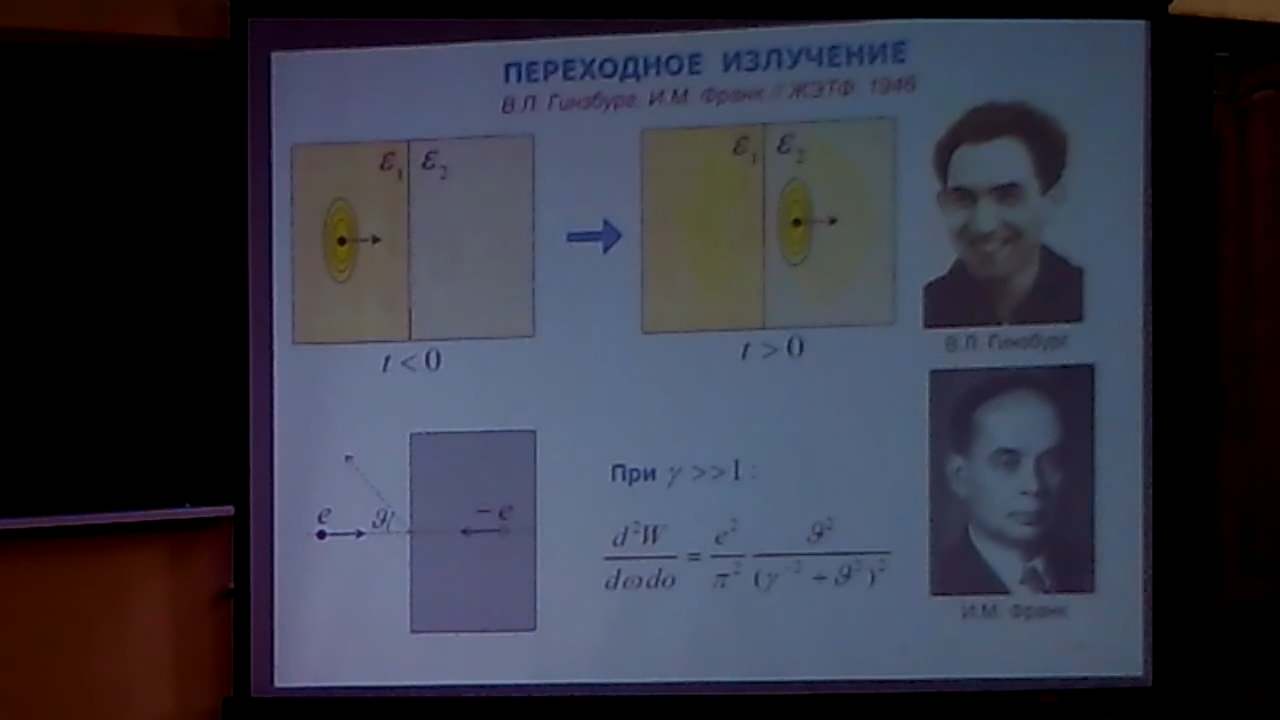 ПЕРЕХОДНОЕ ИЗЛУЧЕНИЕ
В.Л. Гинзбург, И.М. Франк // ЖЭТФ. 1946
ε₁ ε₂
ε₁ ε₂
t < 0
t > 0
В.Л. Гинзбург
При γ >> 1 :
e ϑ − e
d²W/dωdo = e²/π² ϑ²/(γ⁻² + ϑ²)²
И.М. Франк